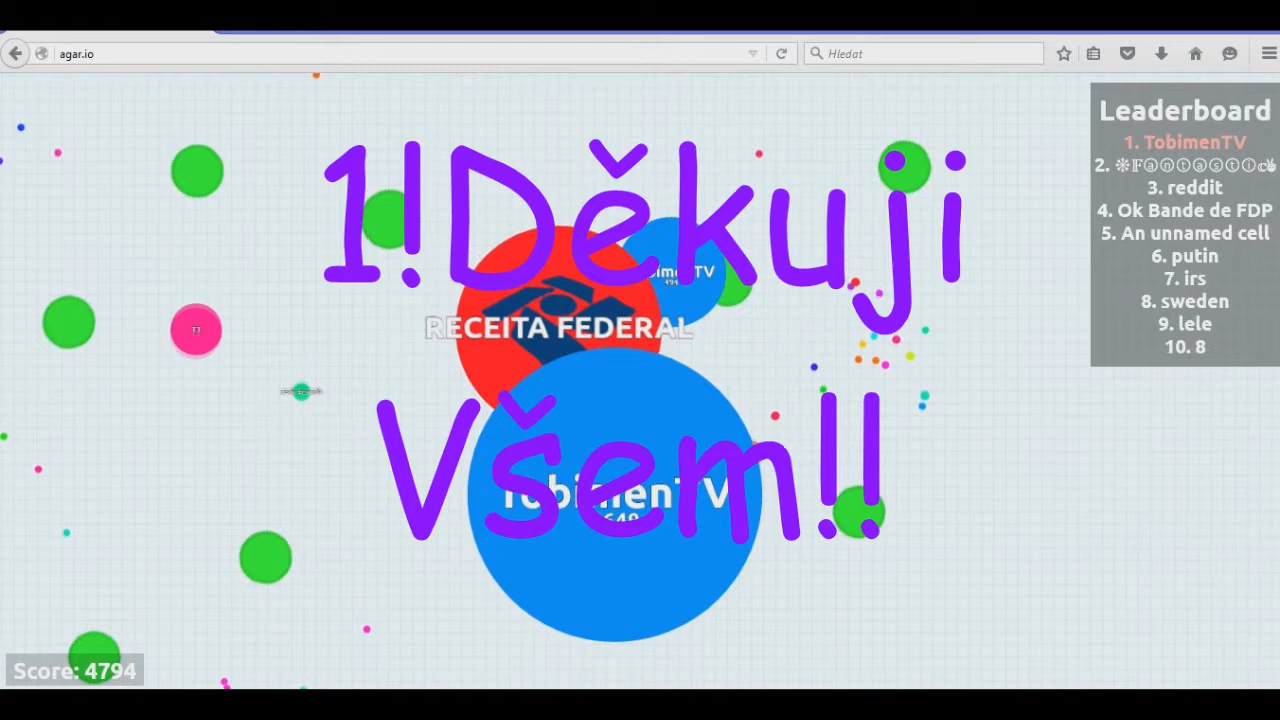 agar.io
Hledat
Leaderboard
1. TobimenTV
3. reddit
4. Ok Bande de FDP
5. An unnamed cell
6. putin
7. irs
8. sweden
9. lele
10. 8
1!Děkuji
RECEITA FEDERAL
Všem!!
TobimenTV
Score: 4794